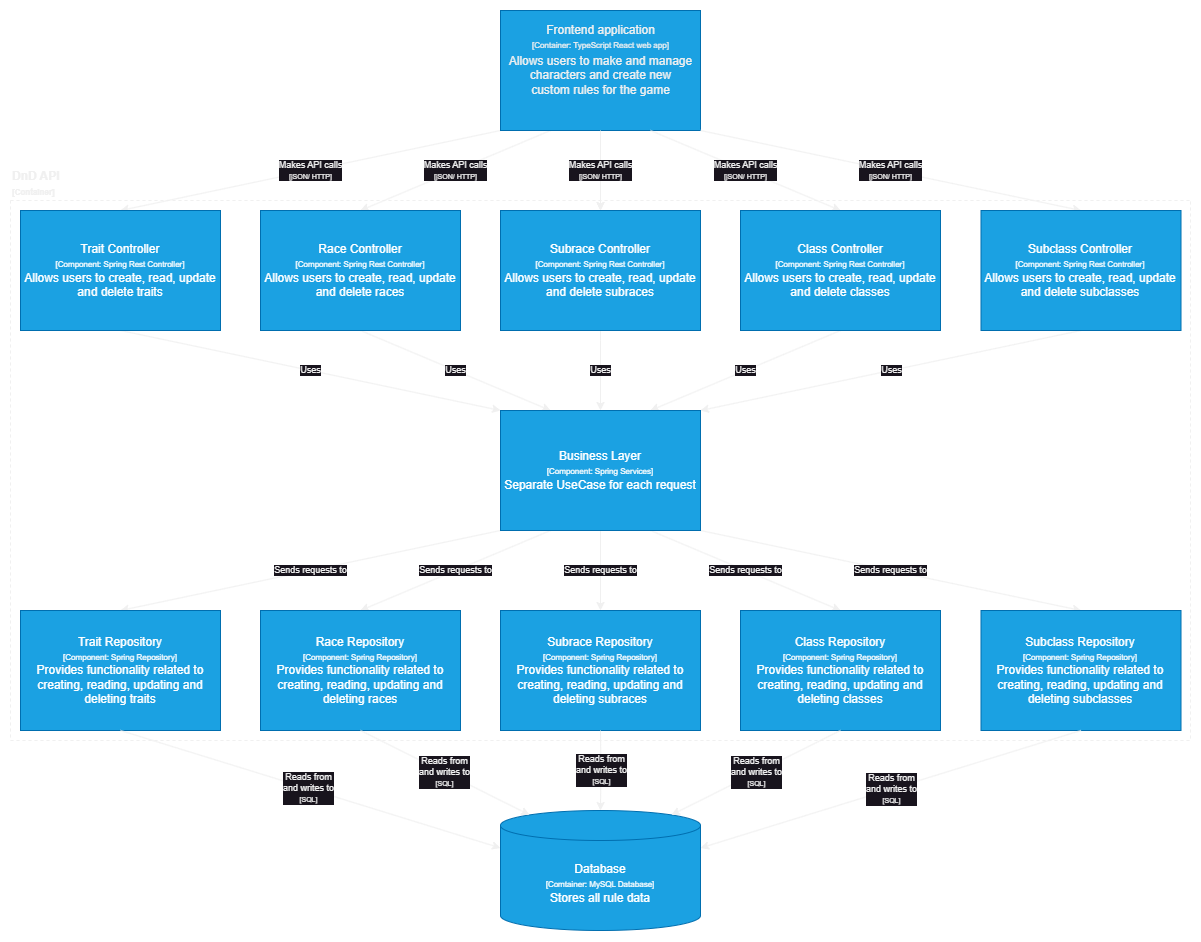 Frontend application
[Container: TypeScript React web app]
Allows users to make and manage
characters and create new
custom rules for the game
Makes API calls
[JSON/ HTTP]
Makes API calls
[JSON/ HTTP]
Makes API calls
[JSON/ HTTP]
Makes API calls
[JSON/ HTTP]
Makes API calls
[JSON/ HTTP]
DnD API
[Container]
Trait Controller
[Component: Spring Rest Controller]
Allows users to create, read, update
and delete traits
Race Controller
[Component: Spring Rest Controller]
Allows users to create, read, update
and delete races
Subrace Controller
[Component: Spring Rest Controller]
Allows users to create, read, update
and delete subraces
Class Controller
[Component: Spring Rest Controller]
Allows users to create, read, update
and delete classes
Subclass Controller
[Component: Spring Rest Controller]
Allows users to create, read, update
and delete subclasses
Uses
Uses
Uses
Uses
Uses
Business Layer
[Component: Spring Services]
Separate UseCase for each request
Sends requests to
Sends requests to
Sends requests to
Sends requests to
Sends requests to
Trait Repository
[Component: Spring Repository]
Provides functionality related to
creating, reading, updating and
deleting traits
Race Repository
[Component: Spring Repository]
Provides functionality related to
creating, reading, updating and
deleting races
Subrace Repository
[Component: Spring Repository]
Provides functionality related to
creating, reading, updating and
deleting subraces
Class Repository
[Component: Spring Repository]
Provides functionality related to
creating, reading, updating and
deleting classes
Subclass Repository
[Component: Spring Repository]
Provides functionality related to
creating, reading, updating and
deleting subclasses
Reads from
and writes to
[SQL]
Reads from
and writes to
[SQL]
Reads from
and writes to
[SQL]
Reads from
and writes to
[SQL]
Reads from
and writes to
[SQL]
Database
[Comtainer: MySQL Database]
Stores all rule data